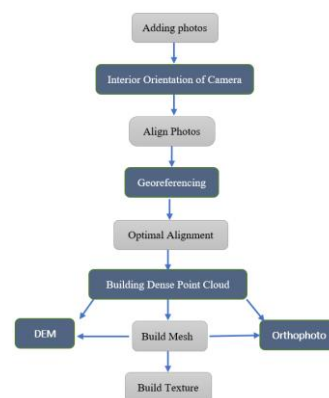 Adding photos
Interior Orientation of Camera
Align Photos
Georeferencing
Optimal Alignment
Building Dense Point Cloud
DEM
Build Mesh
Orthophoto
Build Texture